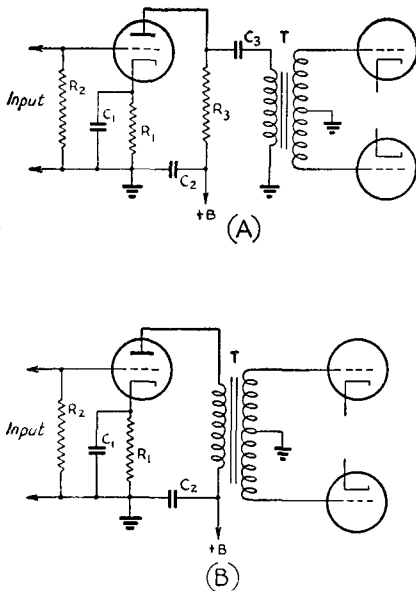 C3
T
R2
Input
C1
R1
R3
C2
+B
(A)
T
R2
Input
C1
R1
C2
+B
(B)